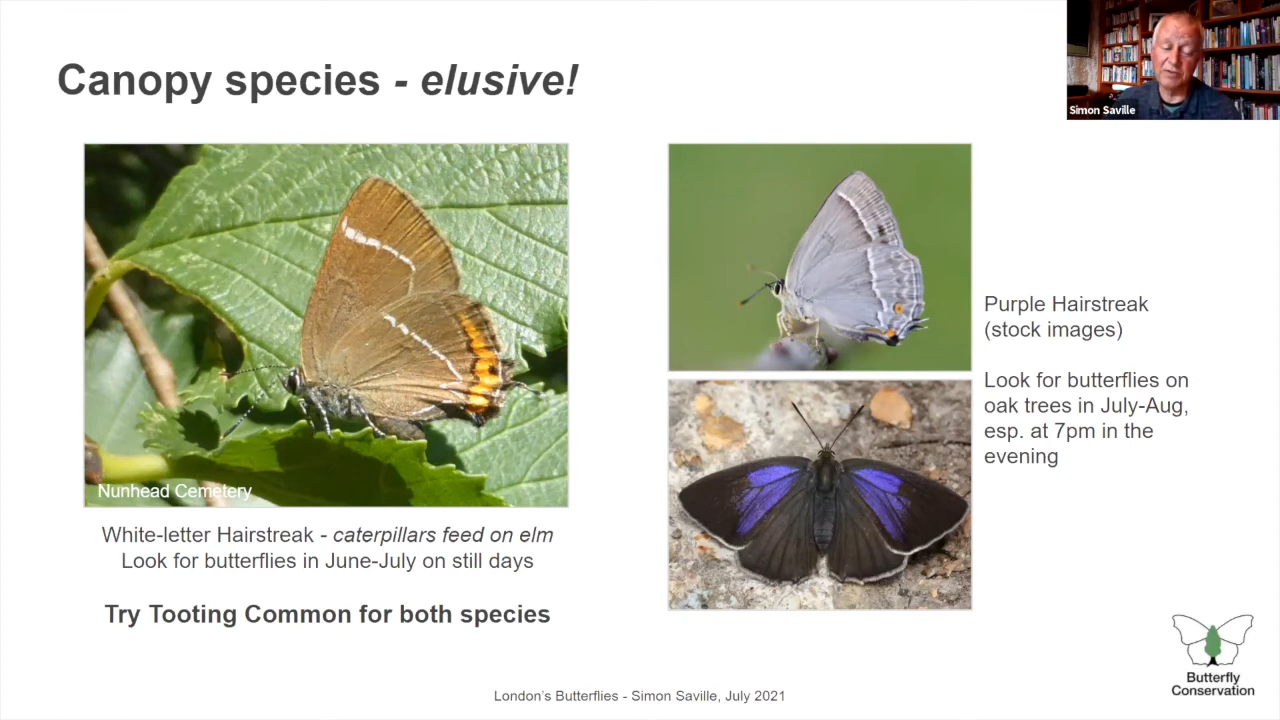 Canopy species - elusive!
Simon Saville
Nunhead Cemetery
White-letter Hairstreak - caterpillars feed on elm
Look for butterflies in June-July on still days
Try Tooting Common for both species
Purple Hairstreak
(stock images)
Look for butterflies on
oak trees in July-Aug,
esp. at 7pm in the
evening
Butterfly
Conservation
London's Butterflies - Simon Saville, July 2021